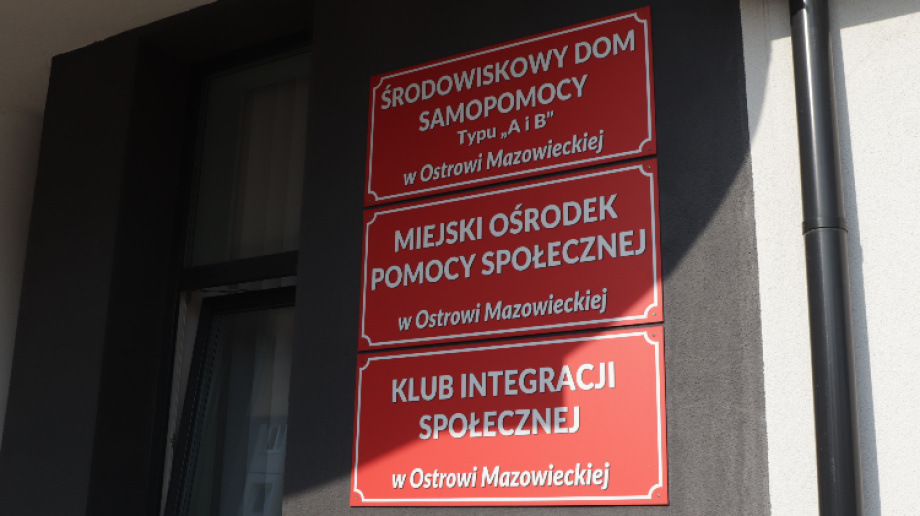 ŚRODOWISKOWY DOM
SAMOPOMOCY
Typu „A i B”
w Ostrowi Mazowieckiej
MIEJSKI OŚRODEK
POMOCY SPOŁECZNEJ
w Ostrowi Mazowieckiej
KLUB INTEGRACJI
SPOŁECZNEJ
w Ostrowi Mazowieckiej